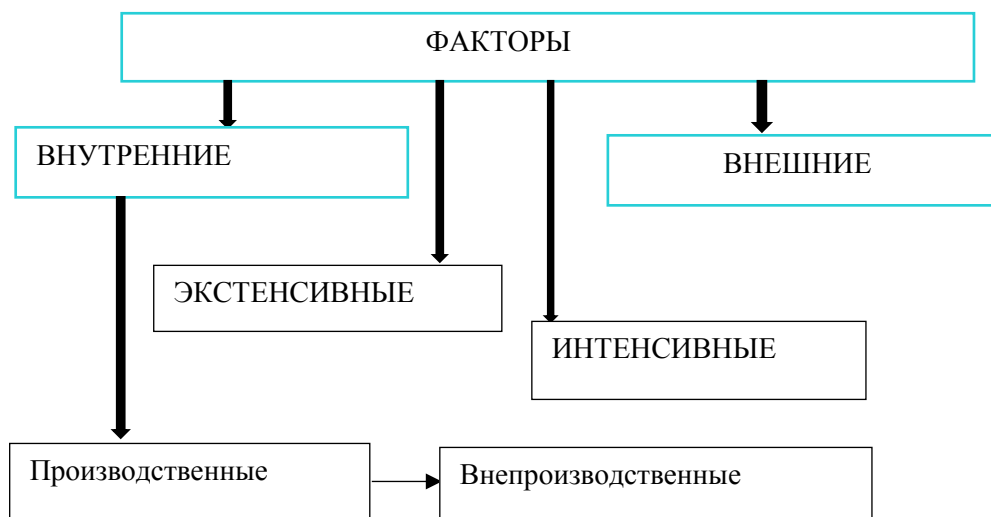 ФАКТОРЫ
ВНУТРЕННИЕ
ВНЕШНИЕ
ЭКСТЕНСИВНЫЕ
ИНТЕНСИВНЫЕ
Производственные
Внепроизводственные